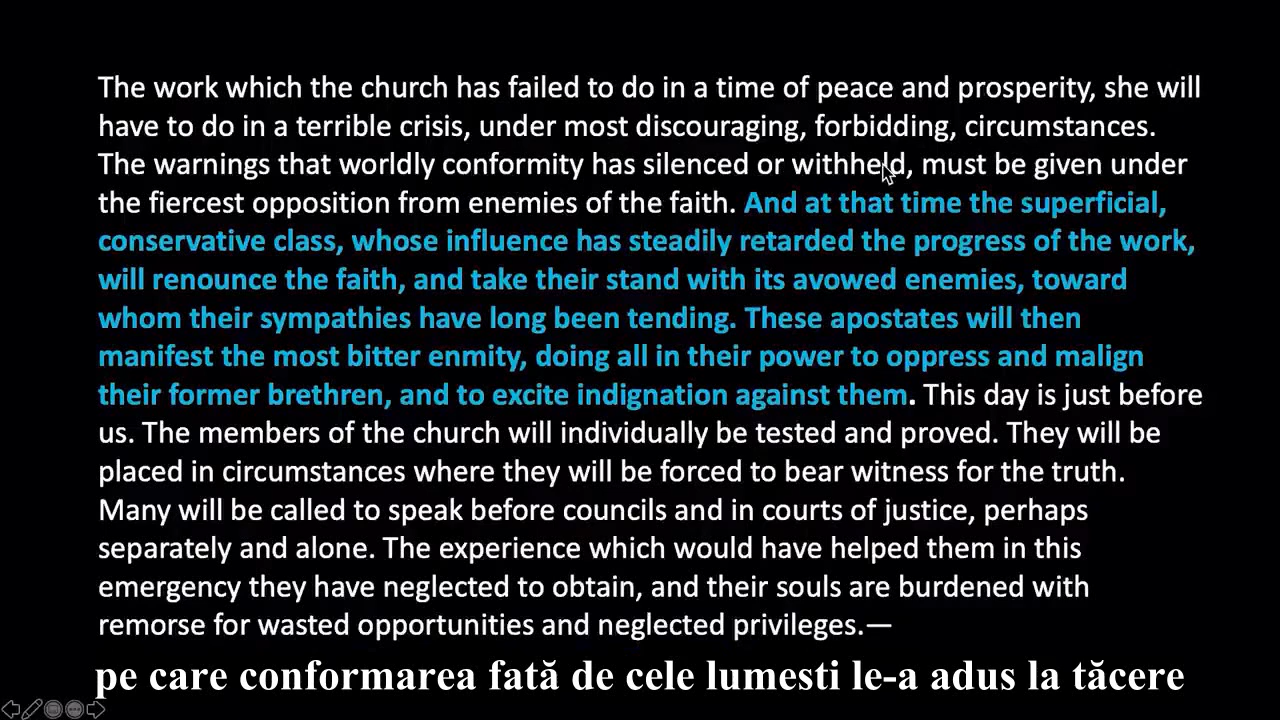 The work which the church has failed to do in a time of peace and prosperity, she will
have to do in a terrible crisis, under most discouraging, forbidding, circumstances.
The warnings that worldly conformity has silenced or withheld, must be given under
the fiercest opposition from enemies of the faith. And at that time the superficial,
conservative class, whose influence has steadily retarded the progress of the work,
will renounce the faith, and take their stand with its avowed enemies, toward
whom their sympathies have long been tending. These apostates will then
manifest the most bitter enmity, doing all in their power to oppress and malign
their former brethren, and to excite indignation against them. This day is just before
us. The members of the church will individually be tested and proved. They will be
placed in circumstances where they will be forced to bear witness for the truth.
Many will be called to speak before councils and in courts of justice, perhaps
separately and alone. The experience which would have helped them in this
emergency they have neglected to obtain, and their souls are burdened with
remorse for wasted opportunities and neglected privileges.—
pe care conformarea fată de cele lumesti le-a adus la tăcere